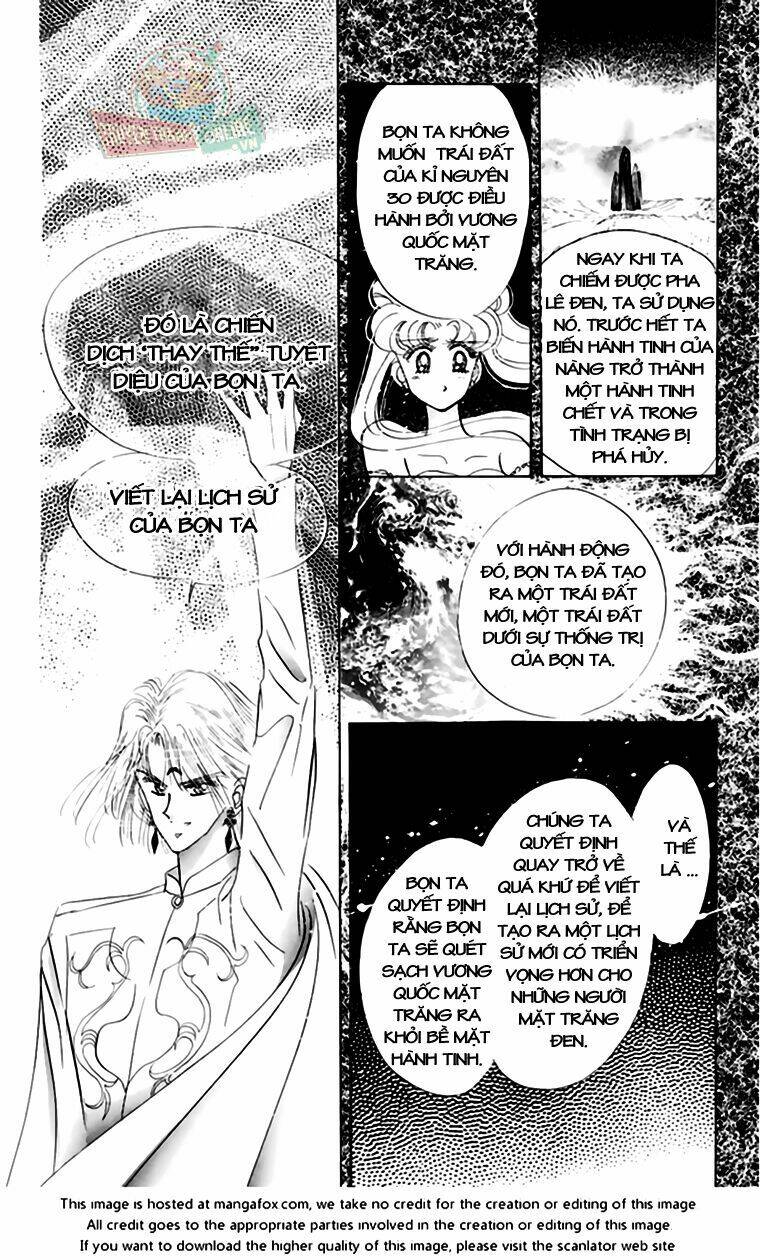 NGAY KHI TA
CHIẾM ĐƯỢC PHA
LÊ ĐEN, TA SỬ DỤNG
NÓ. TRƯỚC HẾT TA
BIẾN HÀNH TINH CỦA
NÀNG TRỞ THÀNH
MỘT HÀNH TINH
CHẾT VÀ TRONG
TÌNH TRẠNG BỊ
PHÁ HỦY.
BỌN TA KHÔNG
MUỐN TRÁI ĐẤT
CỦA KỈ NGUYÊN
30 ĐƯỢC ĐIỀU
HÀNH BỞI VƯƠNG
QUỐC MẶT
TRĂNG.
VỚI HÀNH ĐỘNG
ĐÓ, BỌN TA ĐÃ TẠO
RA MỘT TRÁI ĐẤT
MỚI, MỘT TRÁI ĐẤT
DƯỚI SỰ THỐNG TRỊ
CỦA BỌN TA.
VÀ
THẾ
LÀ ...
CHÚNG TA
QUYẾT ĐỊNH
QUAY TRỞ VỀ
QUÁ KHỨ ĐỂ VIẾT
LẠI LỊCH SỬ, ĐỂ
TẠO RA MỘT LỊCH
SỬ MỚI CÓ TRIỂN
VỌNG HƠN CHO
NHỮNG NGƯỜI
MẶT TRĂNG
ĐEN.
BỌN TA
QUYẾT ĐỊNH
RẰNG BỌN
TA SẼ QUÉT
SẠCH VƯƠNG
QUỐC MẶT
TRĂNG RA
KHỎI BỀ MẶT
HÀNH TINH.
ĐÓ LÀ CHIẾN
DỊCH "THAY THẾ" TUYỆT
DIỆU CỦA BỌN TA
VIẾT LẠI LỊCH SỬ
CỦA BỌN TA
This image is hosted at mangafox.com, we take no credit for the creation or editing of this image
All credit goes to the appropriate parties involved in the creation or editing of this image
If you want to download the higher quality of this image, please visit the scanlator web site